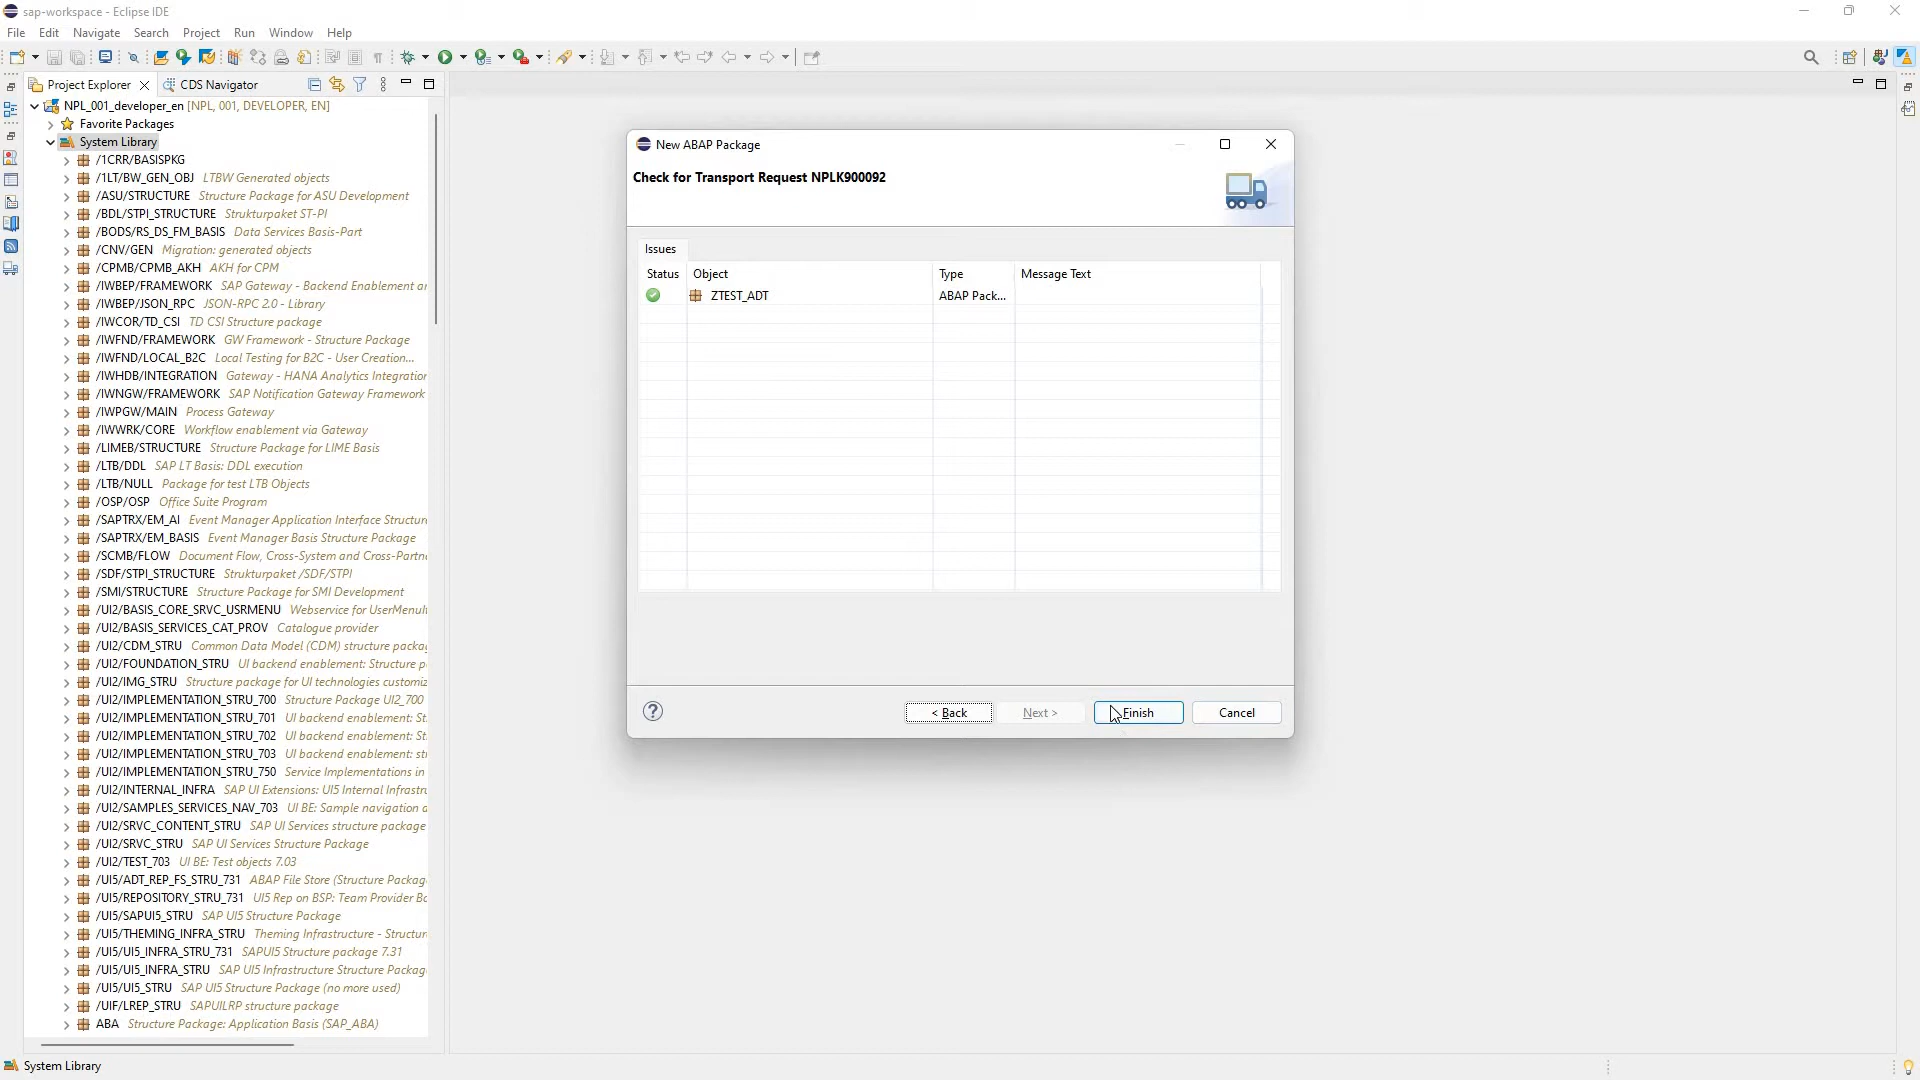 sap-workspace - Eclipse IDE
File Edit Navigate Search Project Run Window Help
Project Explorer CDS Navigator
NPL_001_developer_en [NPL, 001, DEVELOPER, EN]
Favorite Packages
System Library
/1CRR/BASISPKG
/1LT/BW_GEN_OBJ LTBW Generated objects
/ASU/STRUCTURE Structure Package for ASU Development
/BDL/STPI_STRUCTURE Strukturpaket ST-PI
/BODS/RS_DS_FM_BASIS Data Services Basis-Part
/CNV/GEN Migration: generated objects
/CPMB/CPMB_AKH AKH for CPM
/IWBEP/FRAMEWORK SAP Gateway - Backend Enablement ar
/IWBEP/JSON_RPC JSON-RPC 2.0 - Library
/IWCOR/TD_CSI TD CSI Structure package
/IWFND/FRAMEWORK GW Framework - Structure Package
/IWFND/LOCAL_B2C Local Testing for B2C - User Creation...
/IWHDB/INTEGRATION Gateway - HANA Analytics Integration
/IWNGW/FRAMEWORK SAP Notification Gateway Framework
/IWPGW/MAIN Process Gateway
/IWWRK/CORE Workflow enablement via Gateway
/LIMEB/STRUCTURE Structure Package for LIME Basis
/LTB/DDL SAP LT Basis: DDL execution
/LTB/NULL Package for test LTB Objects
/OSP/OSP Office Suite Program
/SAPTRX/EM_AI Event Manager Application Interface Structur
/SAPTRX/EM_BASIS Event Manager Basis Structure Package
/SCMB/FLOW Document Flow, Cross-System and Cross-Partn
/SDF/STPI_STRUCTURE Strukturpaket /SDF/STPI
/SMI/STRUCTURE Structure Package for SMI Development
/UI2/BASIS_CORE_SRVC_USRMENU Webservice for UserMenuI
/UI2/BASIS_SERVICES_CAT_PROV Catalogue provider
/UI2/CDM_STRU Common Data Model (CDM) structure packa
/UI2/FOUNDATION_STRU UI backend enablement: Structure p
/UI2/IMG_STRU Structure package for UI technologies customiz
/UI2/IMPLEMENTATION_STRU_700 Structure Package UI2_700
/UI2/IMPLEMENTATION_STRU_701 UI backend enablement: St
/UI2/IMPLEMENTATION_STRU_702 UI backend enablement: St
/UI2/IMPLEMENTATION_STRU_703 UI backend enablement: st
/UI2/IMPLEMENTATION_STRU_750 Service Implementations in
/UI2/INTERNAL_INFRA SAP UI Extensions: UI5 Internal Infrastr
/UI2/SAMPLES_SERVICES_NAV_703 UI BE: Sample navigation a
/UI2/SRVC_CONTENT_STRU SAP UI Services structure package
/UI2/SRVC_STRU SAP UI Services Structure Package
/UI2/TEST_703 UI BE: Test objects 7.03
/UI5/ADT_REP_FS_STRU_731 ABAP File Store (Structure Packag
/UI5/REPOSITORY_STRU_731 UI5 Rep on BSP: Team Provider Ba
/UI5/SAPUI5_STRU SAP UI5 Structure Package
/UI5/THEMING_INFRA_STRU Theming Infrastructure - Structur
/UI5/UI5_INFRA_STRU_731 SAPUI5 Structure package 7.31
/UI5/UI5_INFRA_STRU SAP UI5 Infrastructure Structure Packag
/UI5/UI5_STRU SAP UI5 Structure Package (no more used)
/UIF/LREP_STRU SAPUILRP structure package
ABA Structure Package: Application Basis (SAP_ABA)
System Library
New ABAP Package
Check for Transport Request NPLK900092
Issues
Status Object Type Message Text
ZTEST_ADT ABAP Pack...
? < Back Next > Finish Cancel